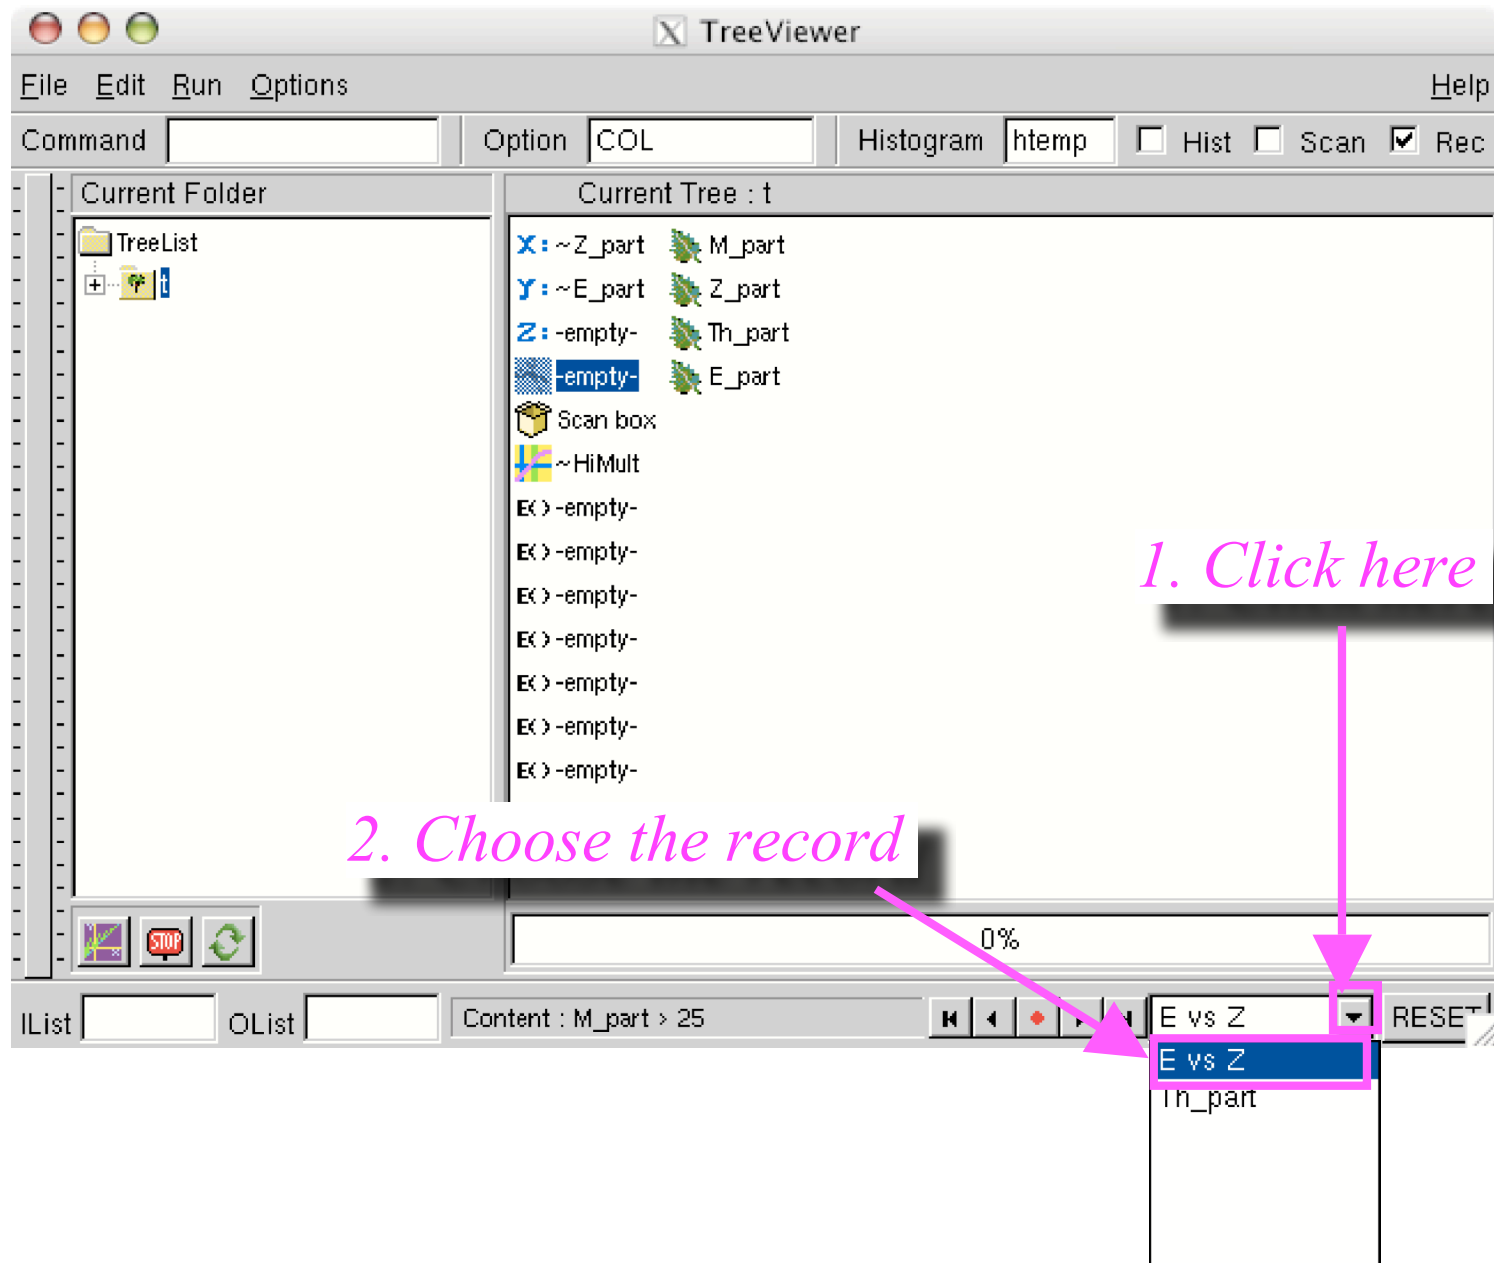 TreeViewer
File Edit Run Options Help
Command Option COL Histogram htemp Hist Scan Rec
Current Folder
Current Tree : t
TreeList
t
X: ~Z_part
Y: ~E_part
Z: -empty-
-empty-
Scan box
~HiMult
E() -empty-
E() -empty-
E() -empty-
E() -empty-
E() -empty-
E() -empty-
E() -empty-
M_part
Z_part
Th_part
E_part
1. Click here
2. Choose the record
STOP
0%
IList OList Content : M_part > 25 E vs Z RESET
E vs Z
Th_part